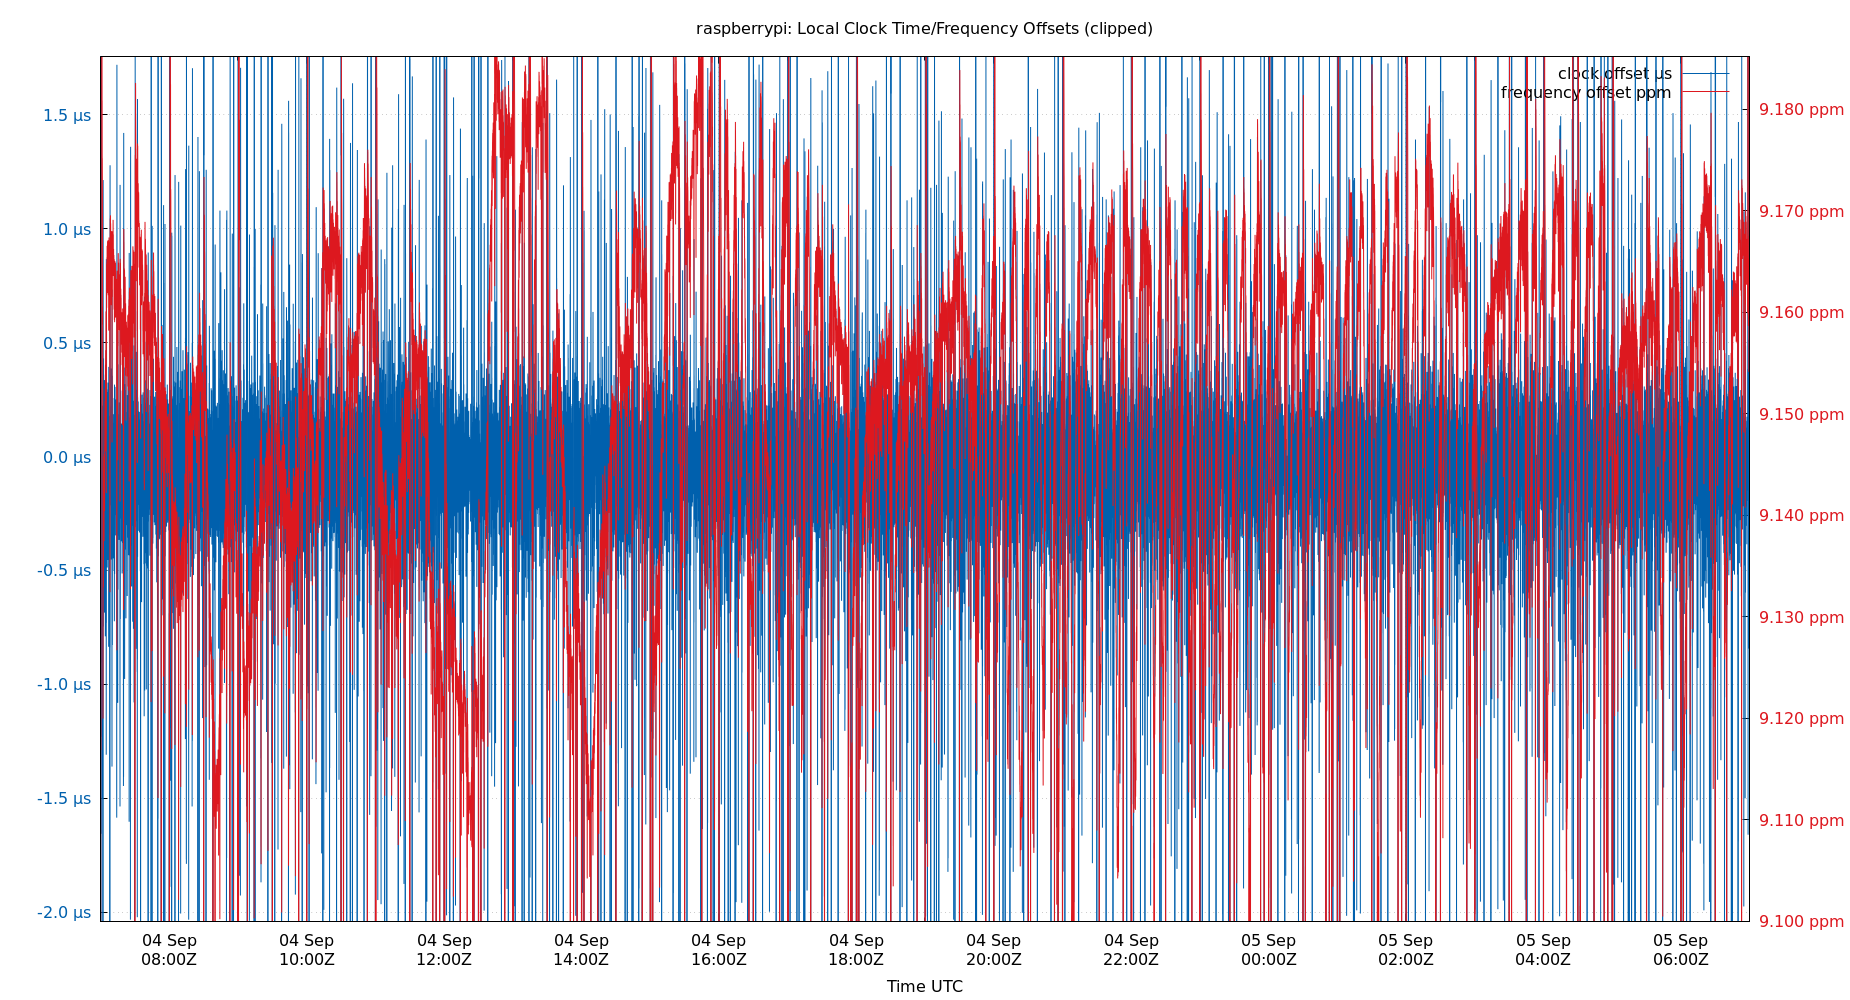 raspberrypi: Local Clock Time/Frequency Offsets (clipped)
clock offset µs
frequency offset ppm
1.5 µs
1.0 µs
0.5 µs
0.0 µs
-0.5 µs
-1.0 µs
-1.5 µs
-2.0 µs
9.180 ppm
9.170 ppm
9.160 ppm
9.150 ppm
9.140 ppm
9.130 ppm
9.120 ppm
9.110 ppm
9.100 ppm
04 Sep
08:00Z
04 Sep
10:00Z
04 Sep
12:00Z
04 Sep
14:00Z
04 Sep
16:00Z
04 Sep
18:00Z
04 Sep
20:00Z
04 Sep
22:00Z
05 Sep
00:00Z
05 Sep
02:00Z
05 Sep
04:00Z
05 Sep
06:00Z
Time UTC